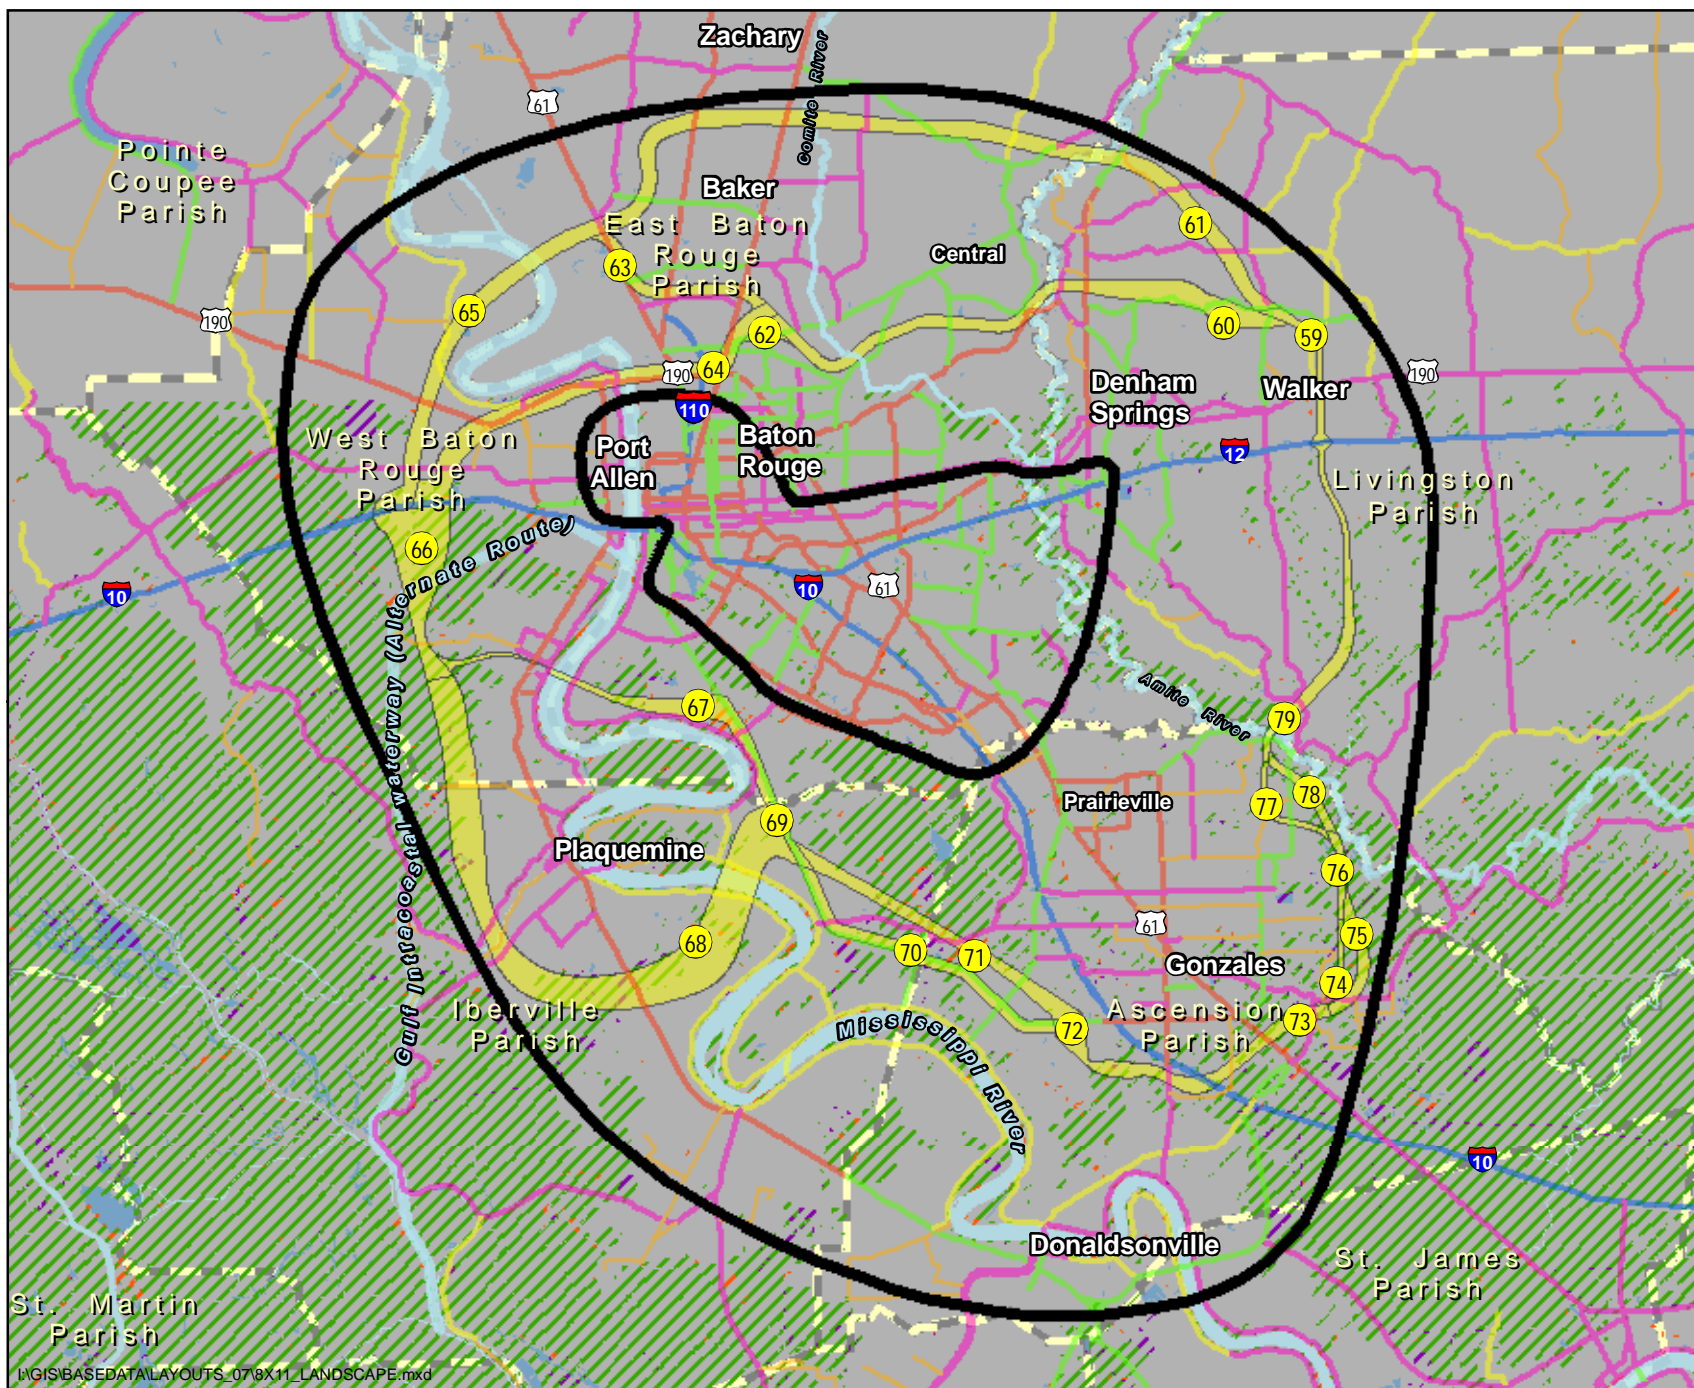 Zachary
Comite River
61
Pointe
Coupee
Parish
Baker
East Baton
Rouge
Parish
Central
61
63
65
190
62
60
59
64
190
190
110
Denham
Springs
Walker
Port
Allen
Baton
Rouge
West Baton
Rouge
Parish
12
Livingston
Parish
66
10
10
61
Gulf Intracoastal waterway (Alternate Route)
67
Amite River
79
69
Prairieville
77
78
Plaquemine
76
68
70
71
61
75
Gonzales
74
Iberville
Parish
Mississippi River
72
Ascension
Parish
73
10
Donaldsonville
St. James
Parish
St. Martin
Parish
I:\GIS\BASEDATA\LAYOUTS_07\8X11_LANDSCAPE.mxd